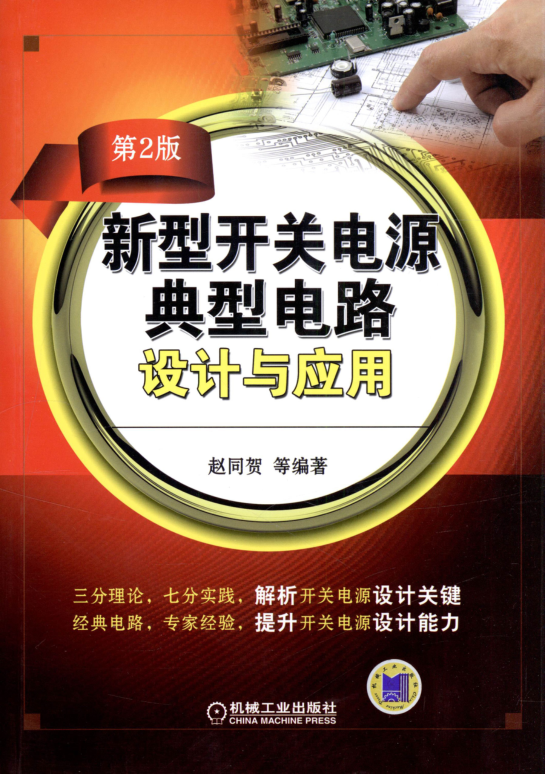 第2版
新型开关电源
典型电路
设计与应用
赵同贺 等编著
三分理论，七分实践，解析开关电源设计关键
经典电路，专家经验，提升开关电源设计能力
机械工业出版社
CHINA MACHINE PRESS